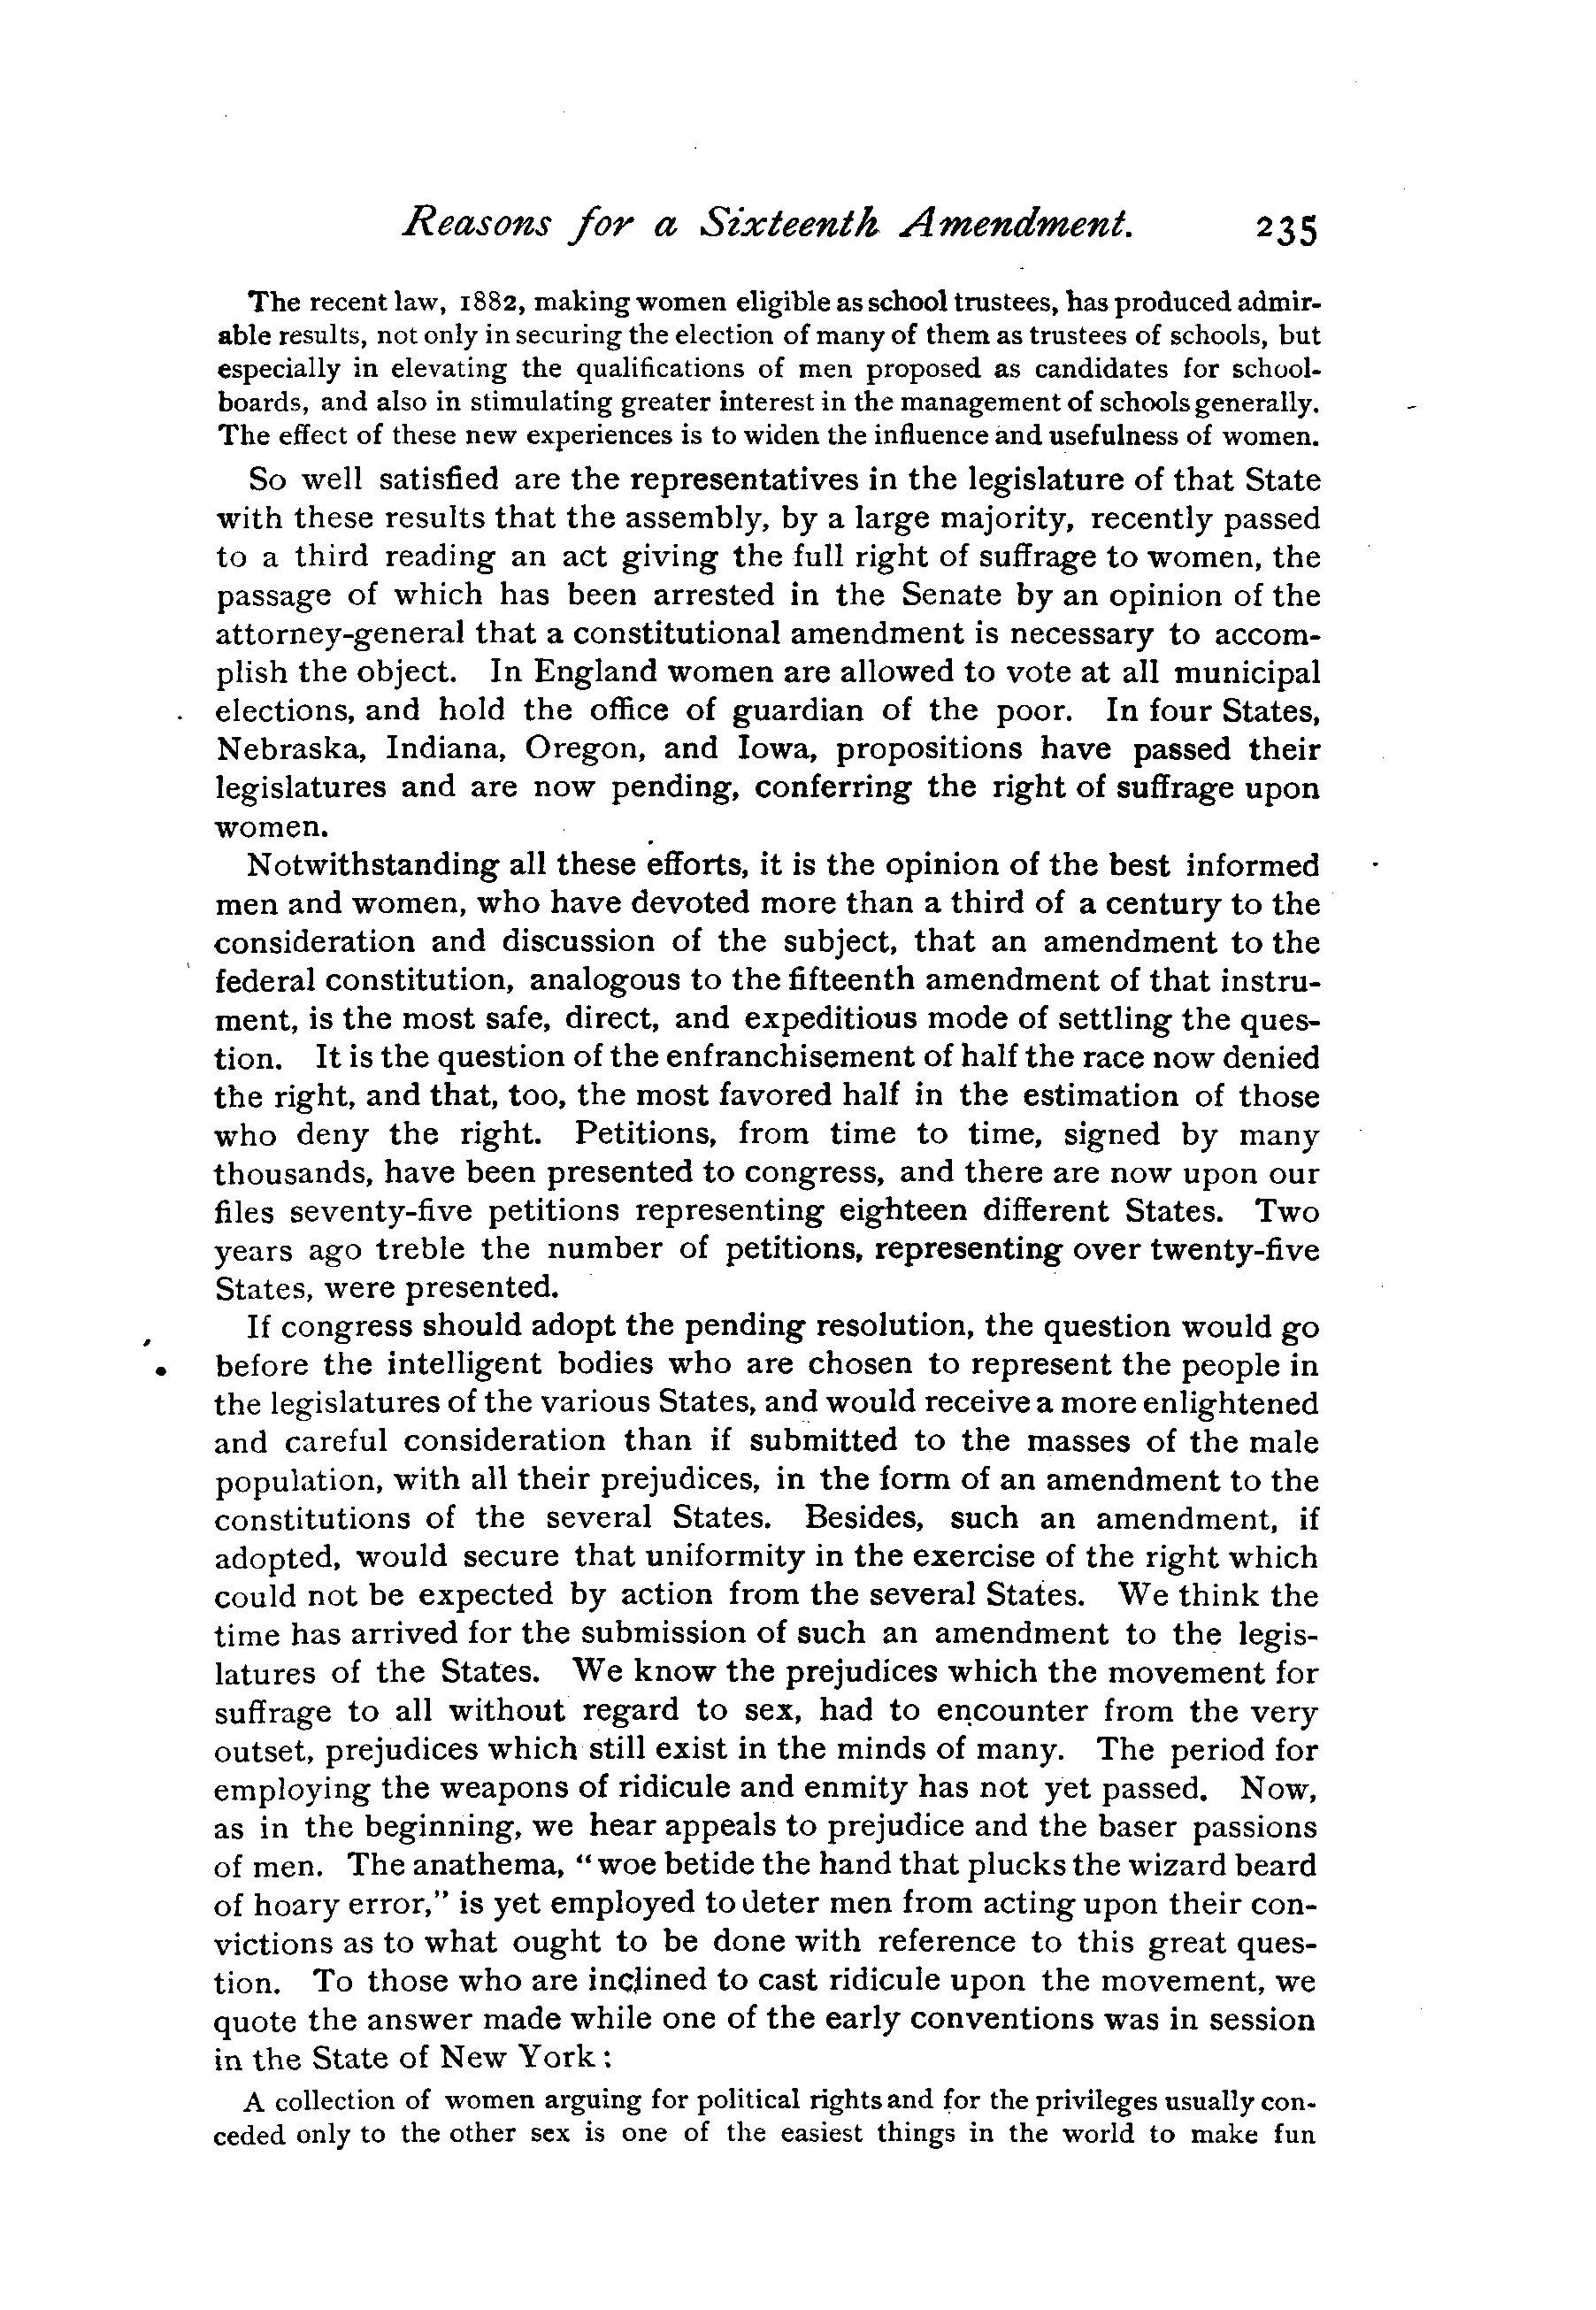 Reasons for a Sixteenth Amendment. 235
The recent law, 1882, making women eligible as school trustees, has produced admir-
able results, not only in securing the election of many of them as trustees of schools, but
especially in elevating the qualifications of men proposed as candidates for school-
boards, and also in stimulating greater interest in the management of schools generally.
The effect of these new experiences is to widen the influence and usefulness of women.
So well satisfied are the representatives in the legislature of that State
with these results that the assembly, by a large majority, recently passed
to a third reading an act giving the full right of suffrage to women, the
passage of which has been arrested in the Senate by an opinion of the
attorney-general that a constitutional amendment is necessary to accom-
plish the object. In England women are allowed to vote at all municipal
elections, and hold the office of guardian of the poor. In four States,
Nebraska, Indiana, Oregon, and Iowa, propositions have passed their
legislatures and are now pending, conferring the right of suffrage upon
women.
Notwithstanding all these efforts, it is the opinion of the best informed
men and women, who have devoted more than a third of a century to the
consideration and discussion of the subject, that an amendment to the
federal constitution, analogous to the fifteenth amendment of that instru-
ment, is the most safe, direct, and expeditious mode of settling the ques-
tion. It is the question of the enfranchisement of half the race now denied
the right, and that, too, the most favored half in the estimation of those
who deny the right. Petitions, from time to time, signed by many
thousands, have been presented to congress, and there are now upon our
files seventy-five petitions representing eighteen different States. Two
years ago treble the number of petitions, representing over twenty-five
States, were presented.
If congress should adopt the pending resolution, the question would go
before the intelligent bodies who are chosen to represent the people in
the legislatures of the various States, and would receive a more enlightened
and careful consideration than if submitted to the masses of the male
population, with all their prejudices, in the form of an amendment to the
constitutions of the several States. Besides, such an amendment, if
adopted, would secure that uniformity in the exercise of the right which
could not be expected by action from the several States. We think the
time has arrived for the submission of such an amendment to the legis-
latures of the States. We know the prejudices which the movement for
suffrage to all without regard to sex, had to encounter from the very
outset, prejudices which still exist in the minds of many. The period for
employing the weapons of ridicule and enmity has not yet passed. Now,
as in the beginning, we hear appeals to prejudice and the baser passions
of men. The anathema, "woe betide the hand that plucks the wizard beard
of hoary error," is yet employed to deter men from acting upon their con-
victions as to what ought to be done with reference to this great ques-
tion. To those who are inclined to cast ridicule upon the movement, we
quote the answer made while one of the early conventions was in session
in the State of New York:
A collection of women arguing for political rights and for the privileges usually con-
ceded only to the other sex is one of the easiest things in the world to make fun